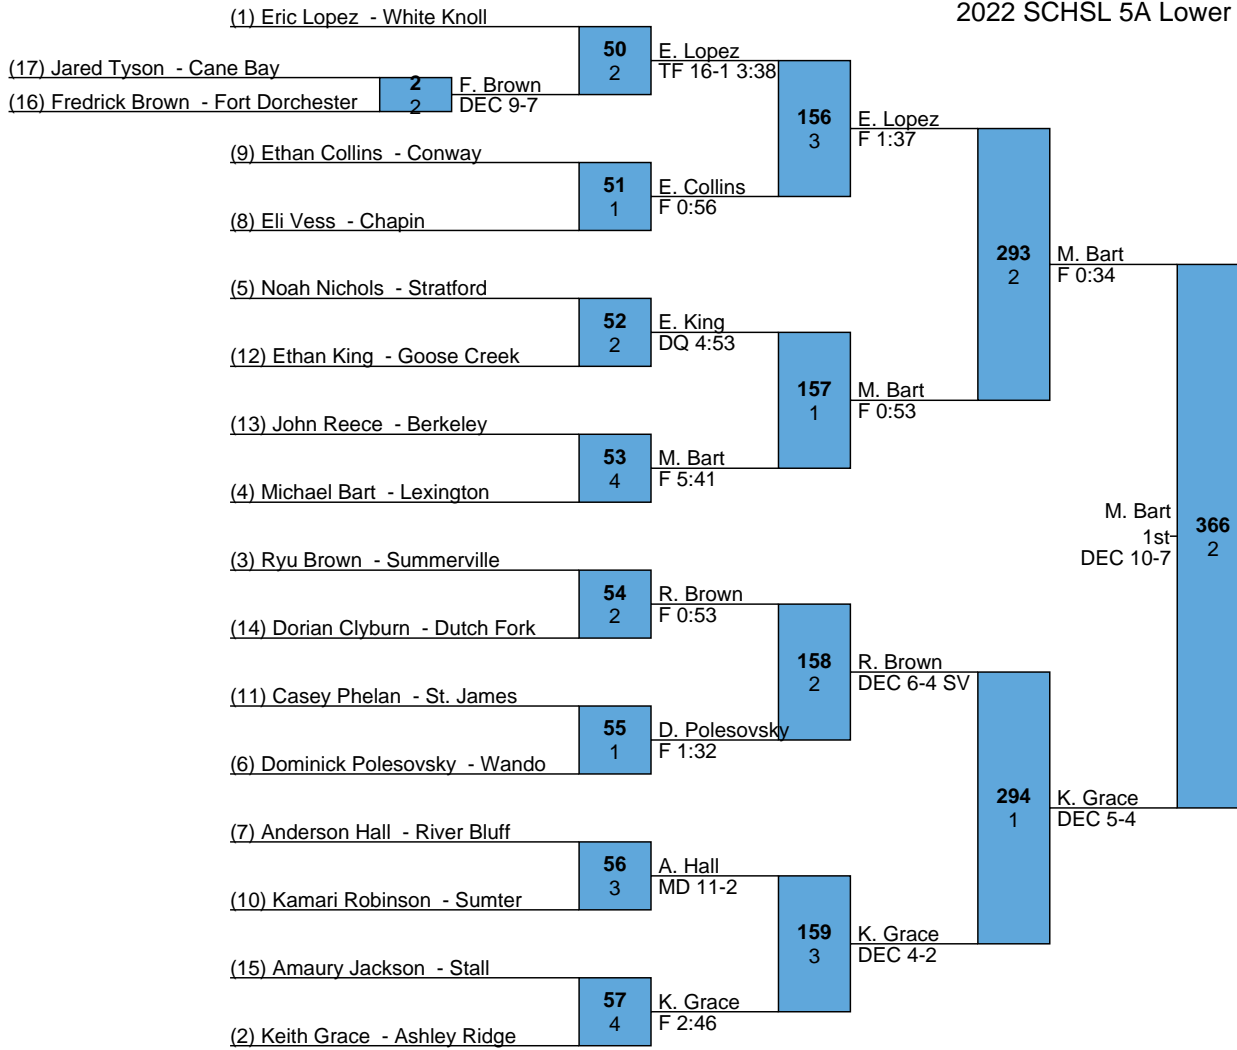 2022 SCHSL 5A Lower
(1) Eric Lopez - White Knoll
(17) Jared Tyson - Cane Bay
(16) Fredrick Brown - Fort Dorchester
2
2
F. Brown
DEC 9-7
50
2
E. Lopez
TF 16-1 3:38
(9) Ethan Collins - Conway
(8) Eli Vess - Chapin
51
1
E. Collins
F 0:56
156
3
E. Lopez
F 1:37
(5) Noah Nichols - Stratford
(12) Ethan King - Goose Creek
52
2
E. King
DQ 4:53
(13) John Reece - Berkeley
(4) Michael Bart - Lexington
53
4
M. Bart
F 5:41
157
1
M. Bart
F 0:53
293
2
M. Bart
F 0:34
(3) Ryu Brown - Summerville
(14) Dorian Clyburn - Dutch Fork
54
2
R. Brown
F 0:53
(11) Casey Phelan - St. James
(6) Dominick Polesovsky - Wando
55
1
D. Polesovsky
F 1:32
158
2
R. Brown
DEC 6-4 SV
(7) Anderson Hall - River Bluff
(10) Kamari Robinson - Sumter
56
3
A. Hall
MD 11-2
(15) Amaury Jackson - Stall
(2) Keith Grace - Ashley Ridge
57
4
K. Grace
F 2:46
159
3
K. Grace
DEC 4-2
294
1
K. Grace
DEC 5-4
M. Bart
1st
DEC 10-7
366
2